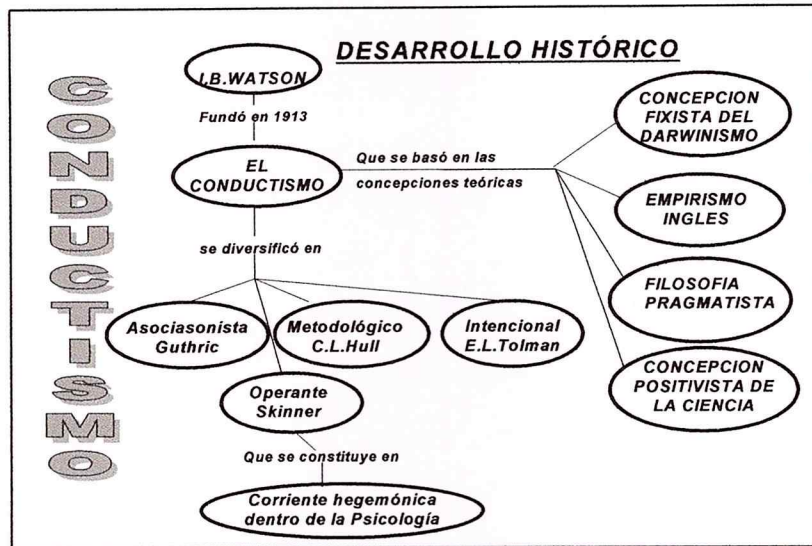 DESARROLLO HISTÓRICO
CONDUCTISMO
I.B.WATSON
Fundó en 1913
EL
CONDUCTISMO
Que se basó en las
concepciones teóricas
CONCEPCION
FIXISTA DEL
DARWINISMO
EMPIRISMO
INGLES
FILOSOFIA
PRAGMATISTA
CONCEPCION
POSITIVISTA DE
LA CIENCIA
se diversificó en
Asociasonista
Guthric
Metodológico
C.L.Hull
Intencional
E.L.Tolman
Operante
Skinner
Que se constituye en
Corriente hegemónica
dentro de la Psicología